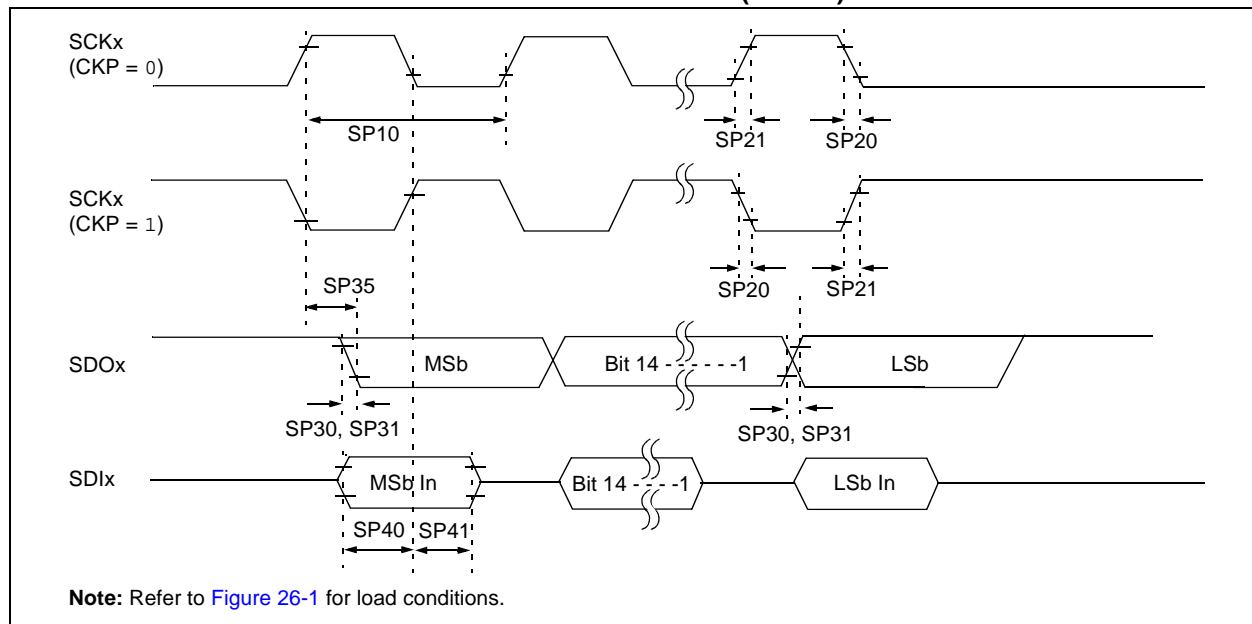 SCKx
(CKP = 0)
SP10
SP21
SP20
SCKx
(CKP = 1)
SP35
SP20
SP21
SDOx
MSb
Bit 14 - - - - - -1
LSb
SP30, SP31
SP30, SP31
SDIx
MSb In
Bit 14 - - - -1
LSb In
SP40
SP41
Note: Refer to Figure 26-1 for load conditions.